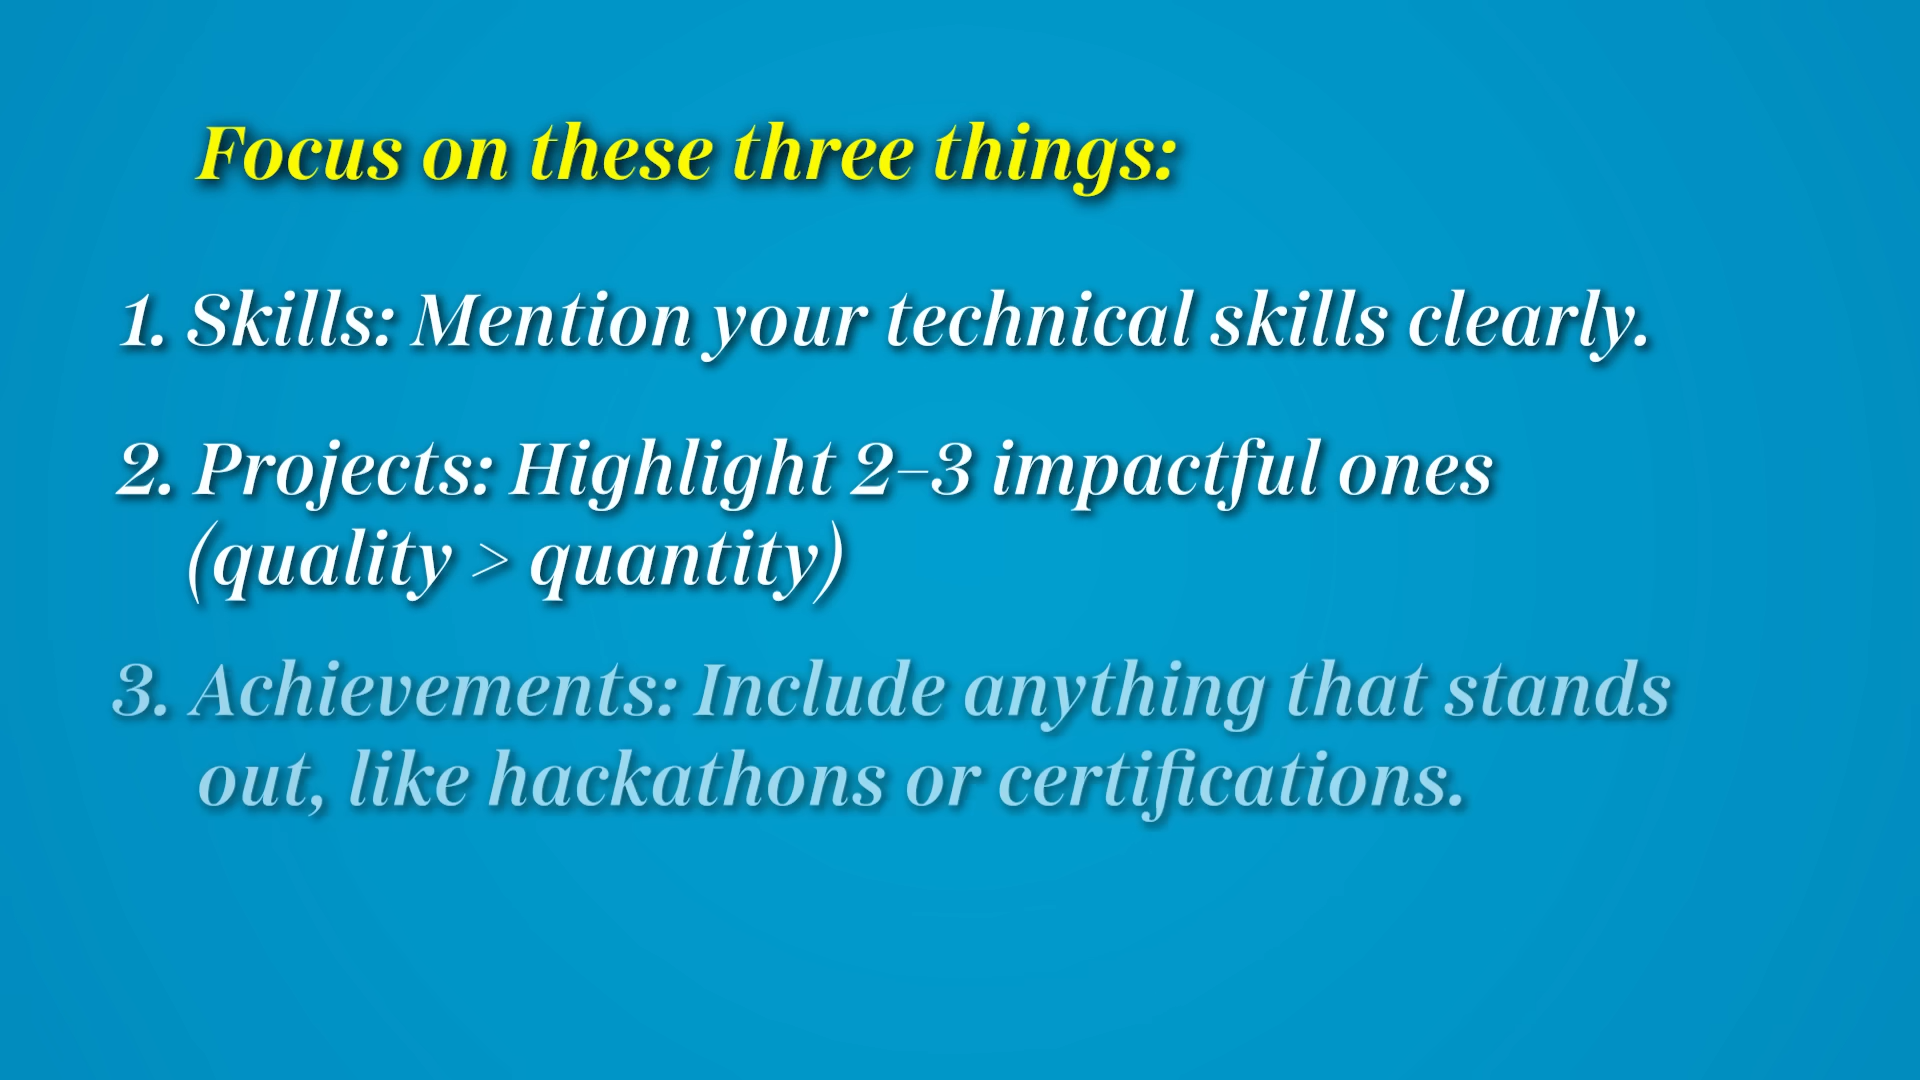 Focus on these three things:
1. Skills: Mention your technical skills clearly.
2. Projects: Highlight 2–3 impactful ones
(quality > quantity)
3. Achievements: Include anything that stands
out, like hackathons or certifications.